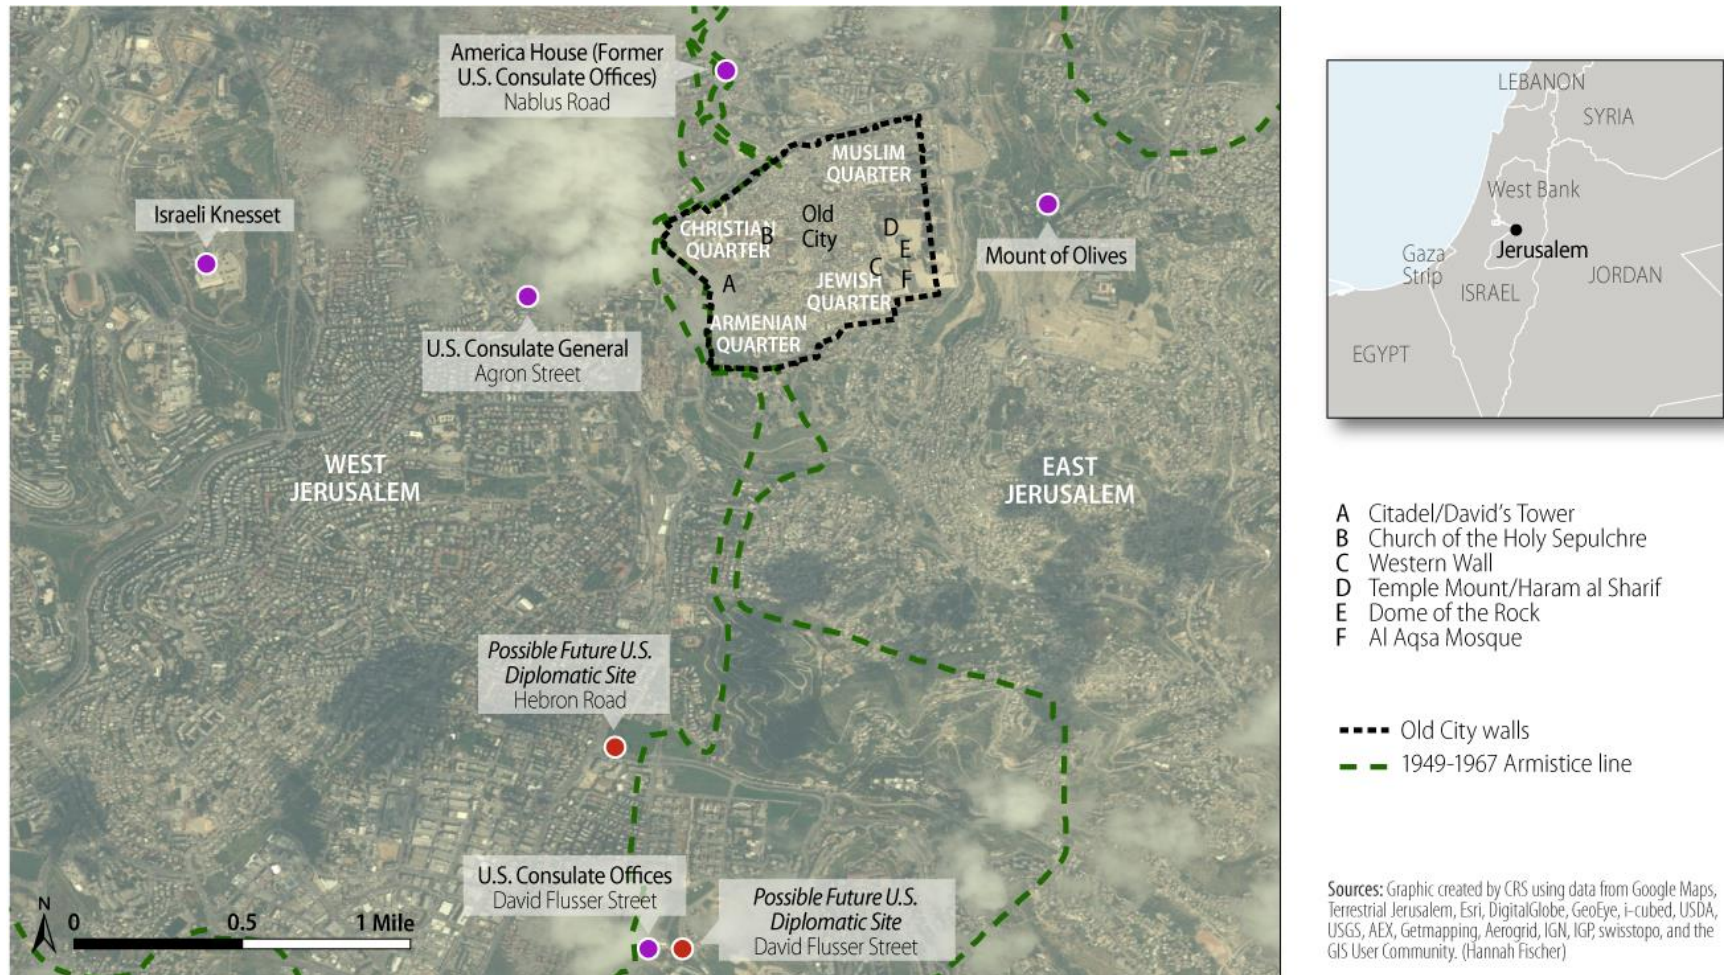 America House (Former
U.S. Consulate Offices)
Nablus Road
Israeli Knesset
U.S. Consulate General
Agron Street
MUSLIM
QUARTER
Old
City
CHRISTIAN
QUARTER
B
D
E
C
F
A
JEWISH
QUARTER
ARMENIAN
QUARTER
Mount of Olives
WEST
JERUSALEM
EAST
JERUSALEM
Possible Future U.S.
Diplomatic Site
Hebron Road
U.S. Consulate Offices
David Flusser Street
Possible Future U.S.
Diplomatic Site
David Flusser Street
N
0 0.5 1 Mile
LEBANON
SYRIA
West Bank
Jerusalem
Gaza
Strip
ISRAEL
JORDAN
EGYPT
A Citadel/David's Tower
B Church of the Holy Sepulchre
C Western Wall
D Temple Mount/Haram al Sharif
E Dome of the Rock
F Al Aqsa Mosque
Old City walls
1949-1967 Armistice line
Sources: Graphic created by CRS using data from Google Maps,
Terrestrial Jerusalem, Esri, DigitalGlobe, GeoEye, i-cubed, USDA,
USGS, AEX, Getmapping, Aerogrid, IGN, IGP, swisstopo, and the
GIS User Community. (Hannah Fischer)